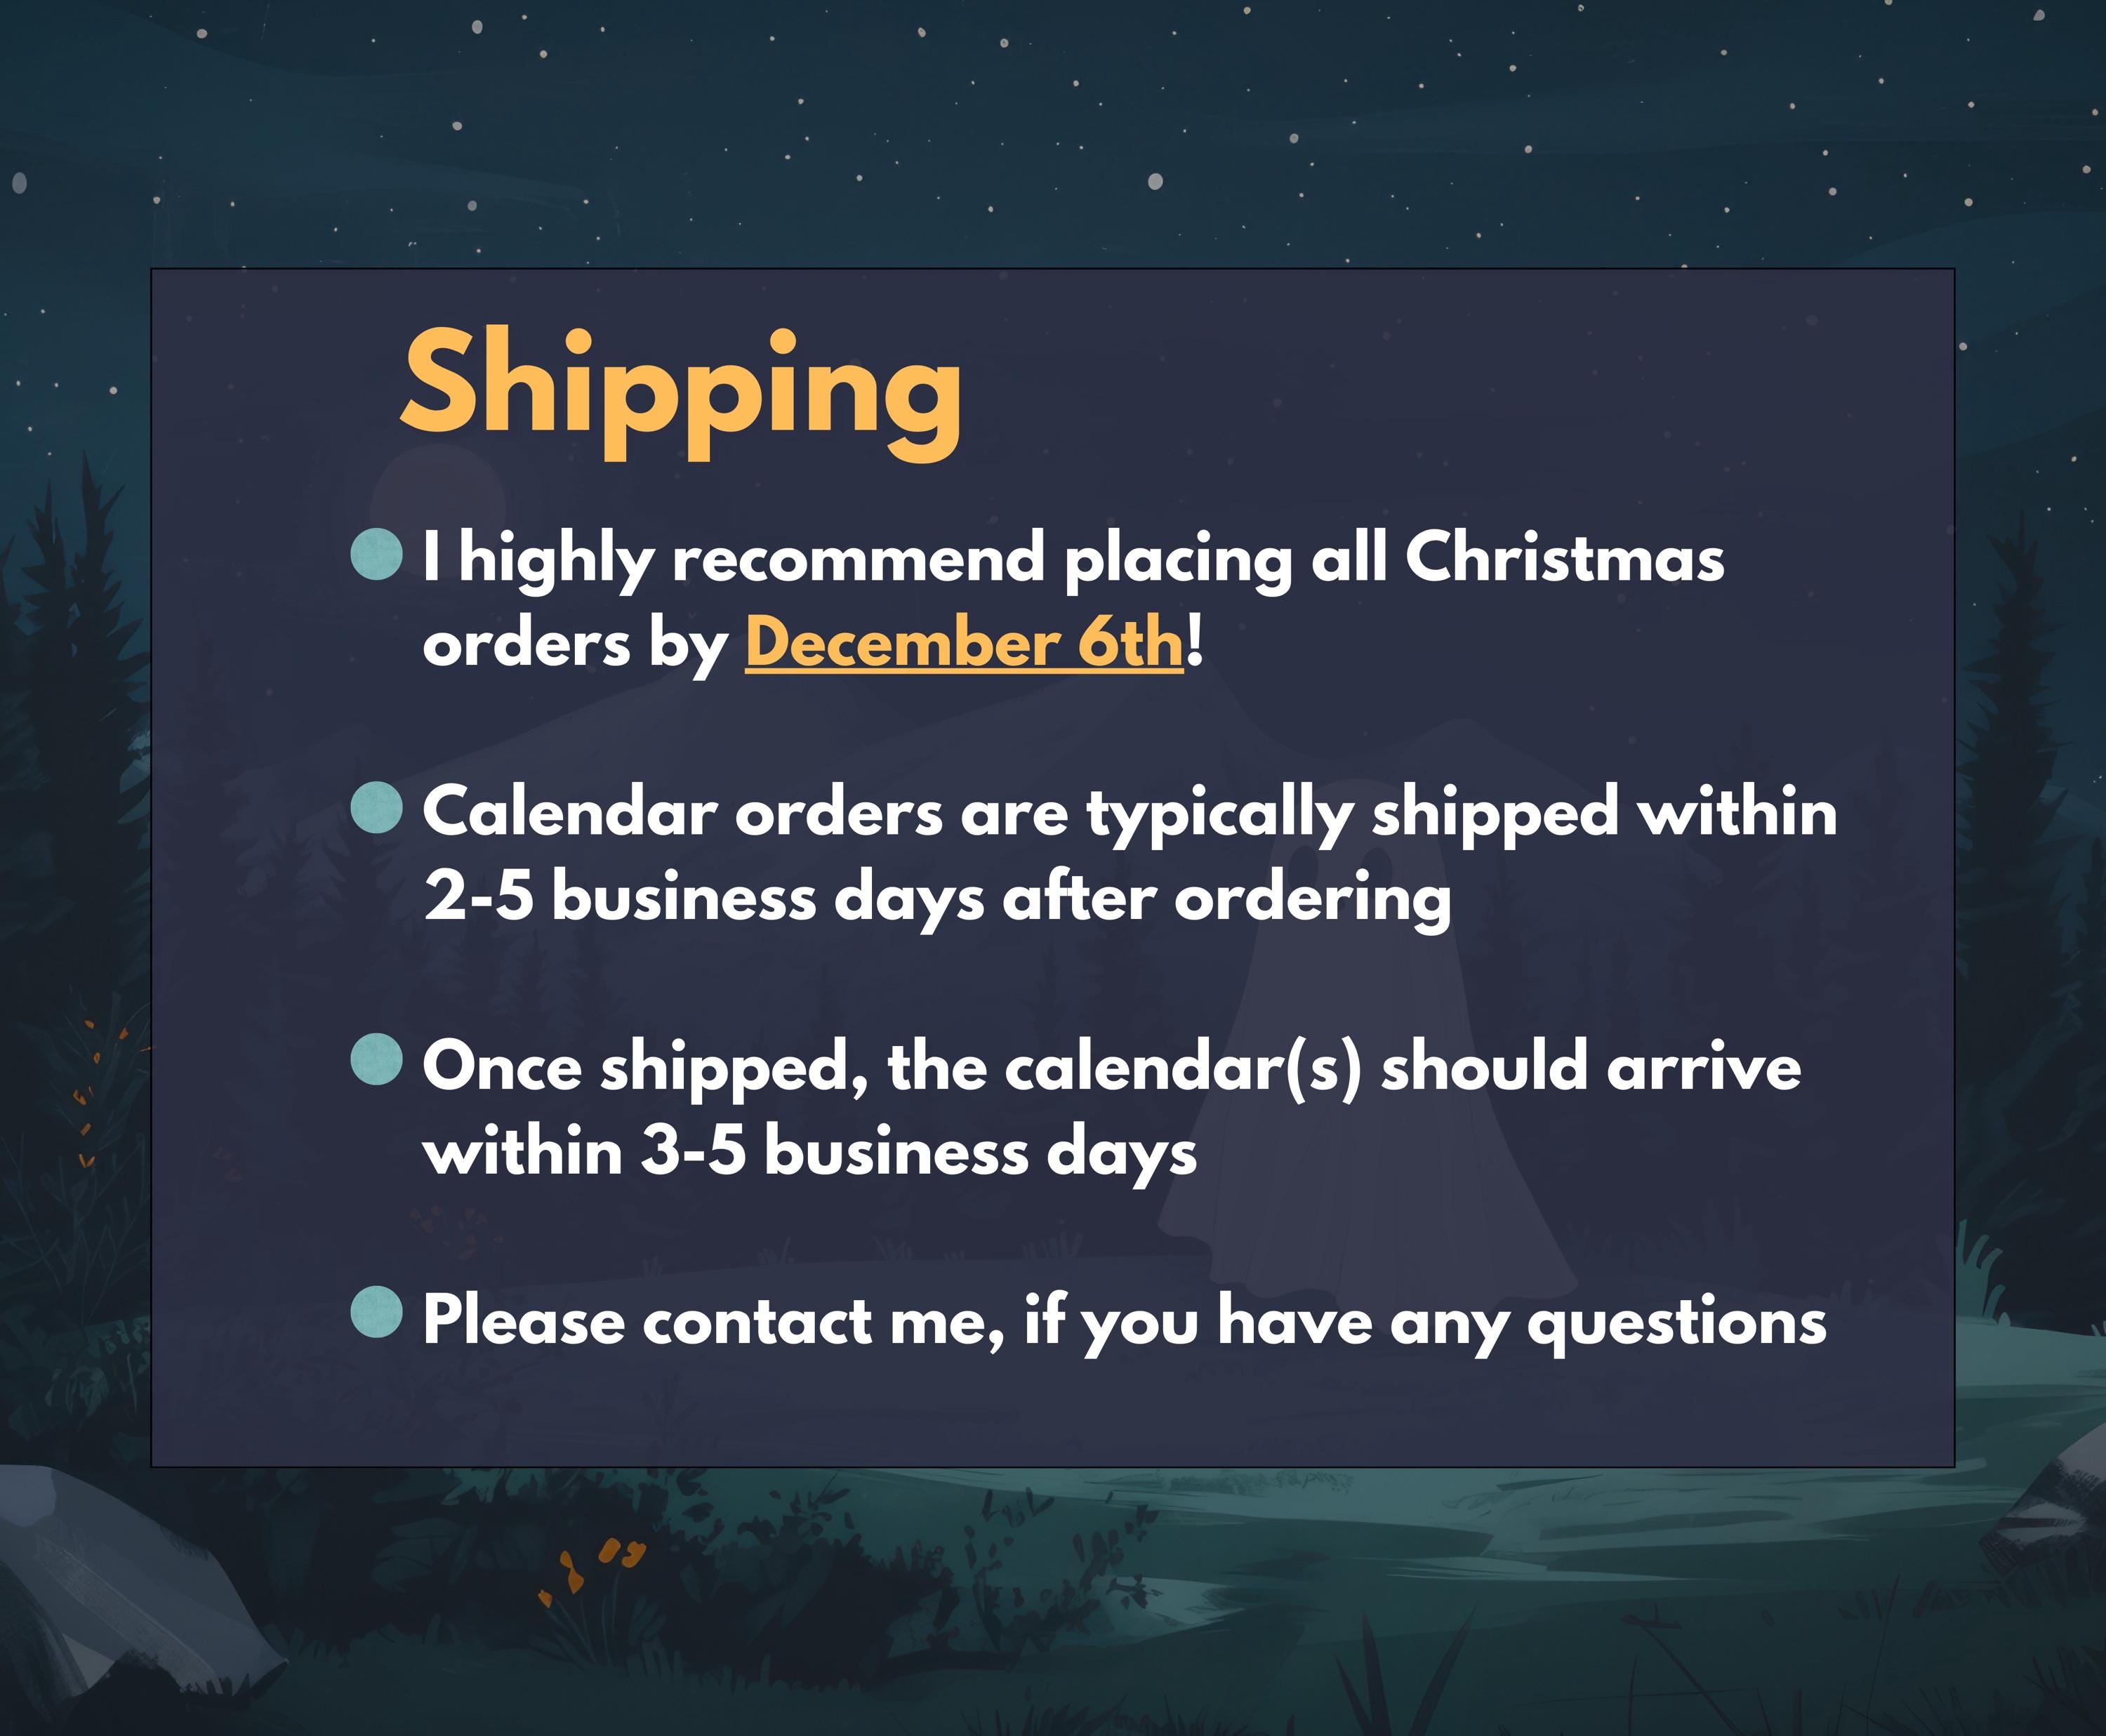 Shipping
I highly recommend placing all Christmas
orders by December 6th!
Calendar orders are typically shipped within
2-5 business days after ordering
Once shipped, the calendar(s) should arrive
within 3-5 business days
Please contact me, if you have any questions